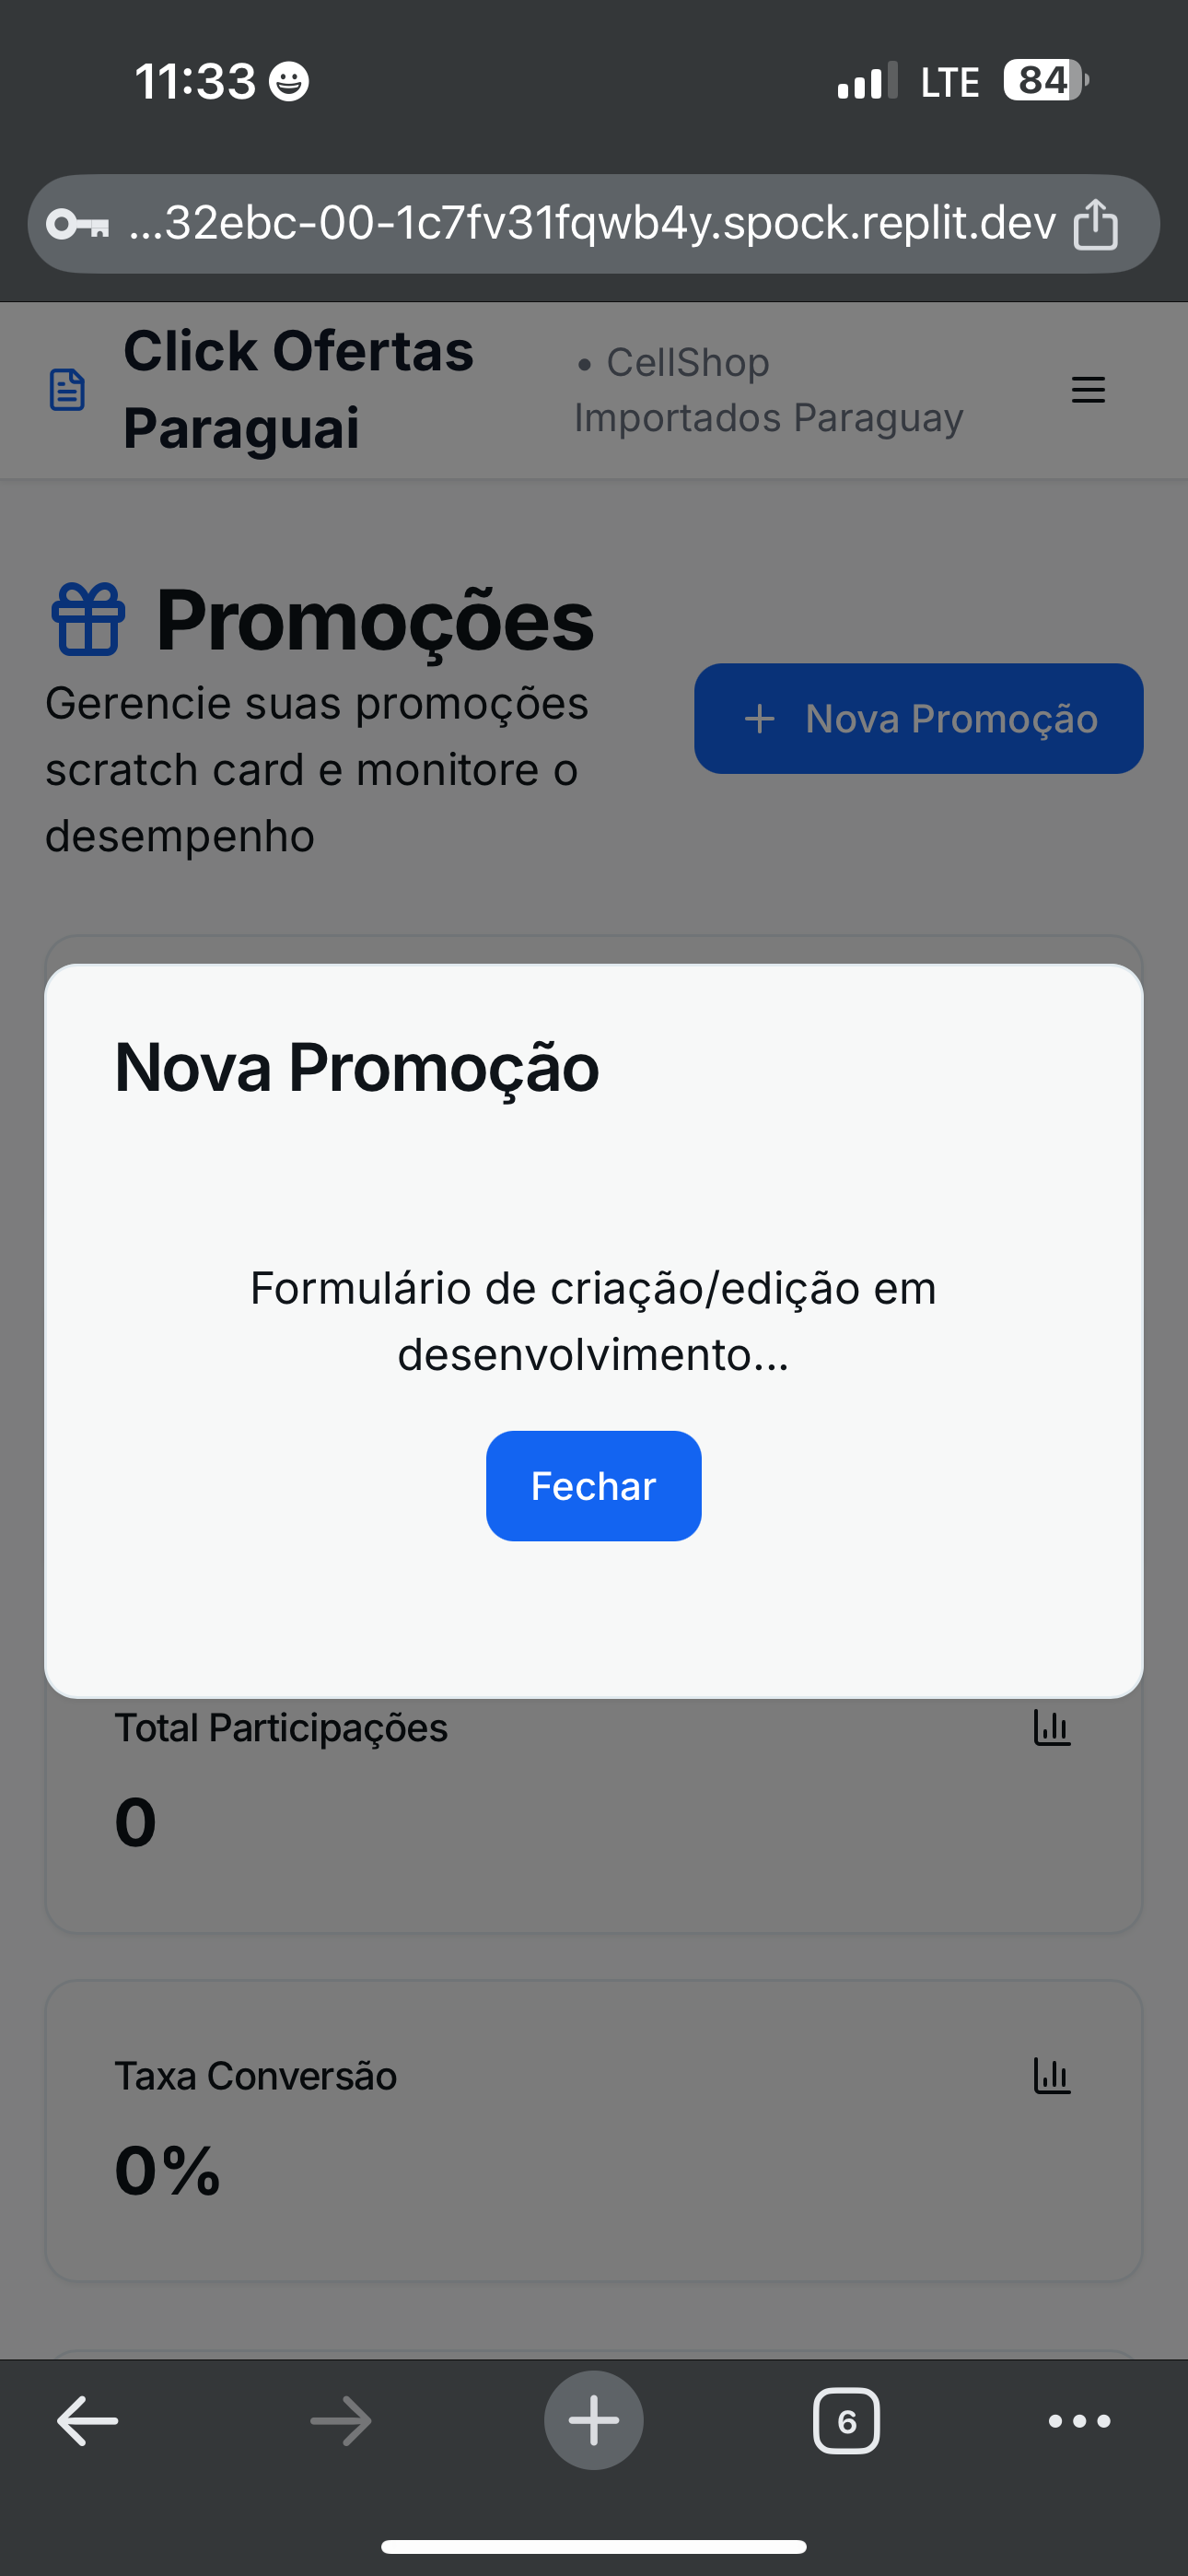 11:33
LTE
84
...32ebc-00-1c7fv31fqwb4y.spock.replit.dev
Click Ofertas
Paraguai
• CellShop
Importados Paraguay
Promoções
Gerencie suas promoções
scratch card e monitore o
desempenho
+ Nova Promoção
Nova Promoção
Formulário de criação/edição em
desenvolvimento...
Fechar
Total Participações
0
Taxa Conversão
0%
6